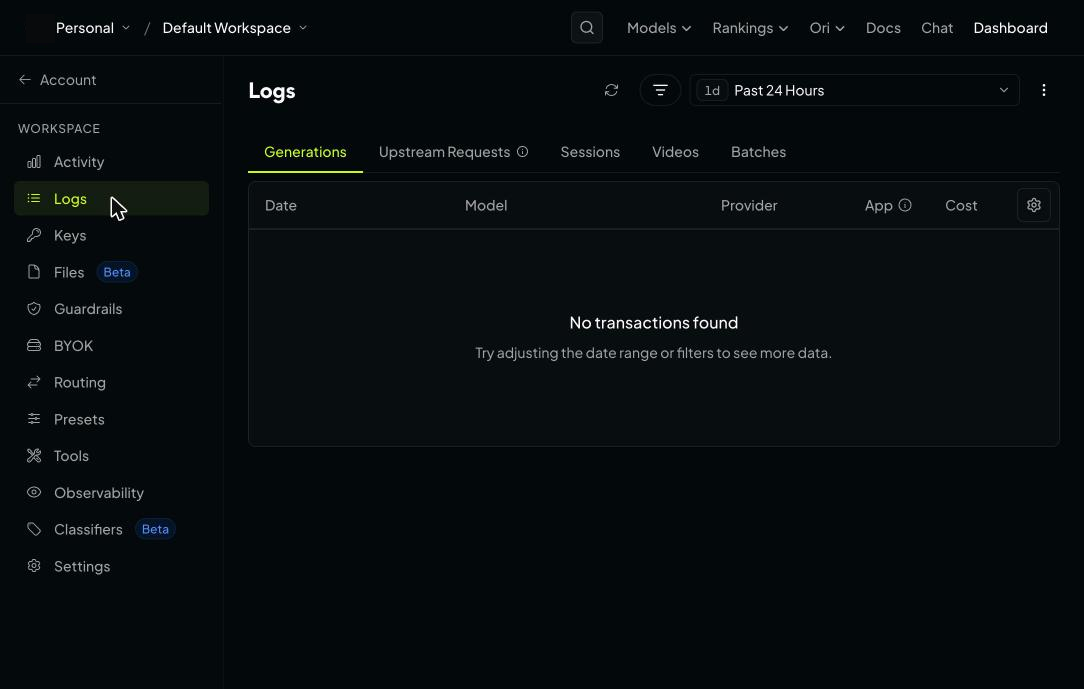 Personal / Default Workspace
Models Rankings Ori Docs Chat Dashboard
Account
WORKSPACE
Activity
Logs
Keys
Files Beta
Guardrails
BYOK
Routing
Presets
Tools
Observability
Classifiers Beta
Settings
Logs
1d Past 24 Hours
Generations Upstream Requests Sessions Videos Batches
Date Model Provider App Cost
No transactions found
Try adjusting the date range or filters to see more data.